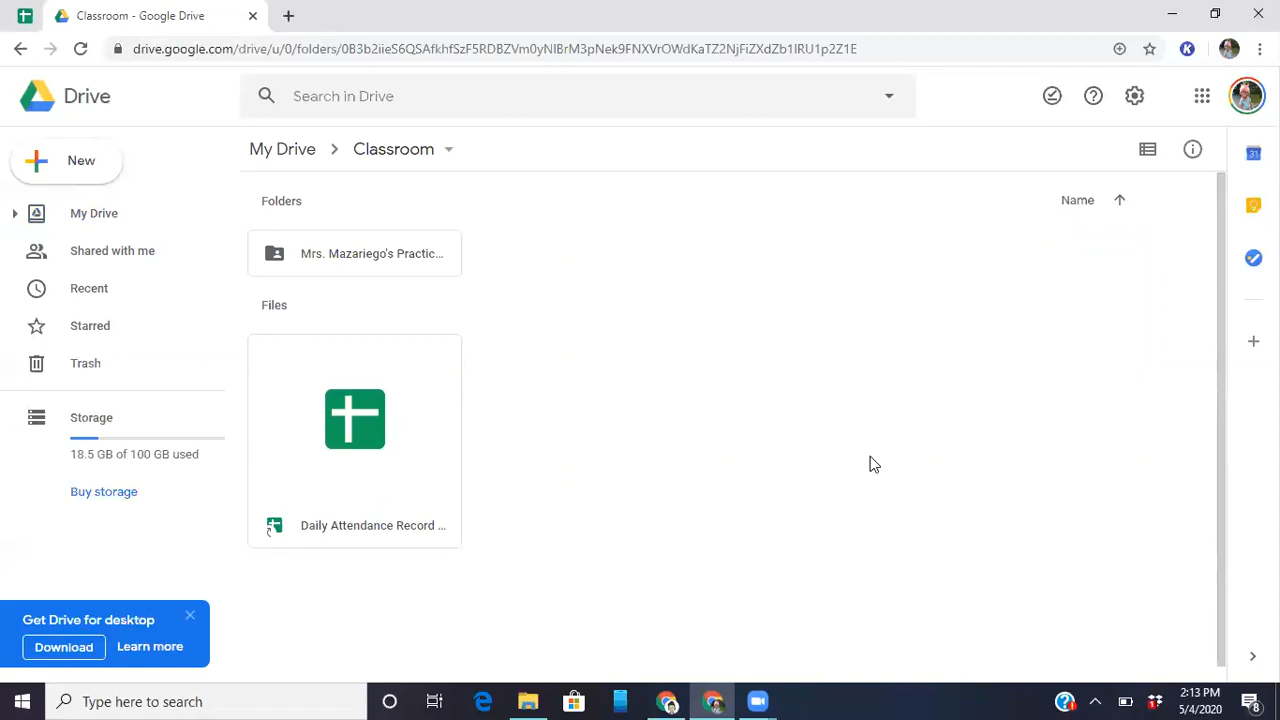 Classroom - Google Drive
drive.google.com/drive/u/0/folders/0B3b2iieS6QSAfkhfSzF5RDBZVm0yNlBrM3pNek9FNXVrOWdKaTZ2NjFiZXdZb1lRU1p2Z1E
K
Drive
Search in Drive
New
My Drive
Classroom
31
My Drive
Shared with me
Recent
Starred
Trash
Storage
18.5 GB of 100 GB used
Buy storage
Folders
Name
Mrs. Mazariego's Practic...
Files
Daily Attendance Record ...
Get Drive for desktop
Download
Learn more
Type here to search
2:13 PM
5/4/2020
8